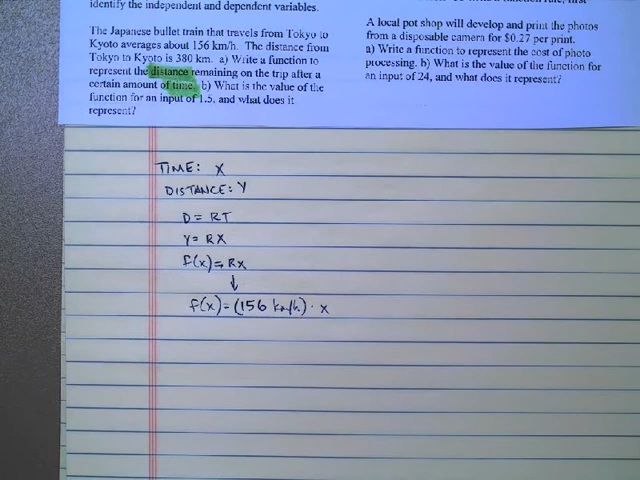 identify the independent and dependent variables.
The Japanese bullet train that travels from Tokyo to
Kyoto averages about 156 km/h. The distance from
Tokyo to Kyoto is 380 km. a) Write a function to
represent the distance remaining on the trip after a
certain amount of time. b) What is the value of the
function for an input of 1.5, and what does it
represent?
A local pot shop will develop and print the photos
from a disposable camera for $0.27 per print.
a) Write a function to represent the cost of photo
processing. b) What is the value of the function for
an input of 24, and what does it represent?
TIME: X
DISTANCE: Y
D = RT
Y = RX
f(x) = RX
↓
f(x) = (156 km/h) · x